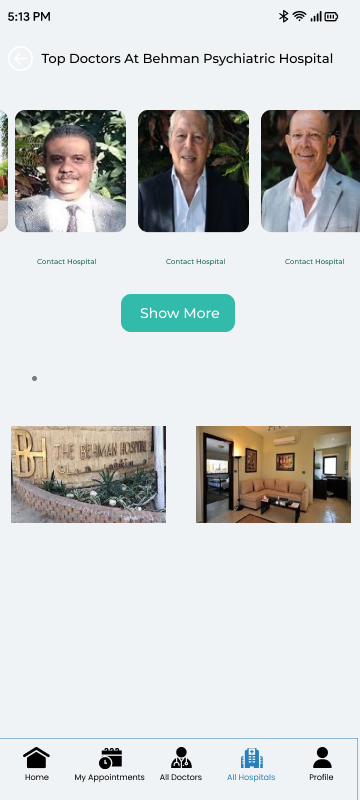 5:13 PM
Top Doctors At Behman Psychiatric Hospital
Contact Hospital
Contact Hospital
Contact Hospital
Show More
BH
THE BEHMAN HOSPITAL
Home
My Appointments
All Doctors
All Hospitals
Profile